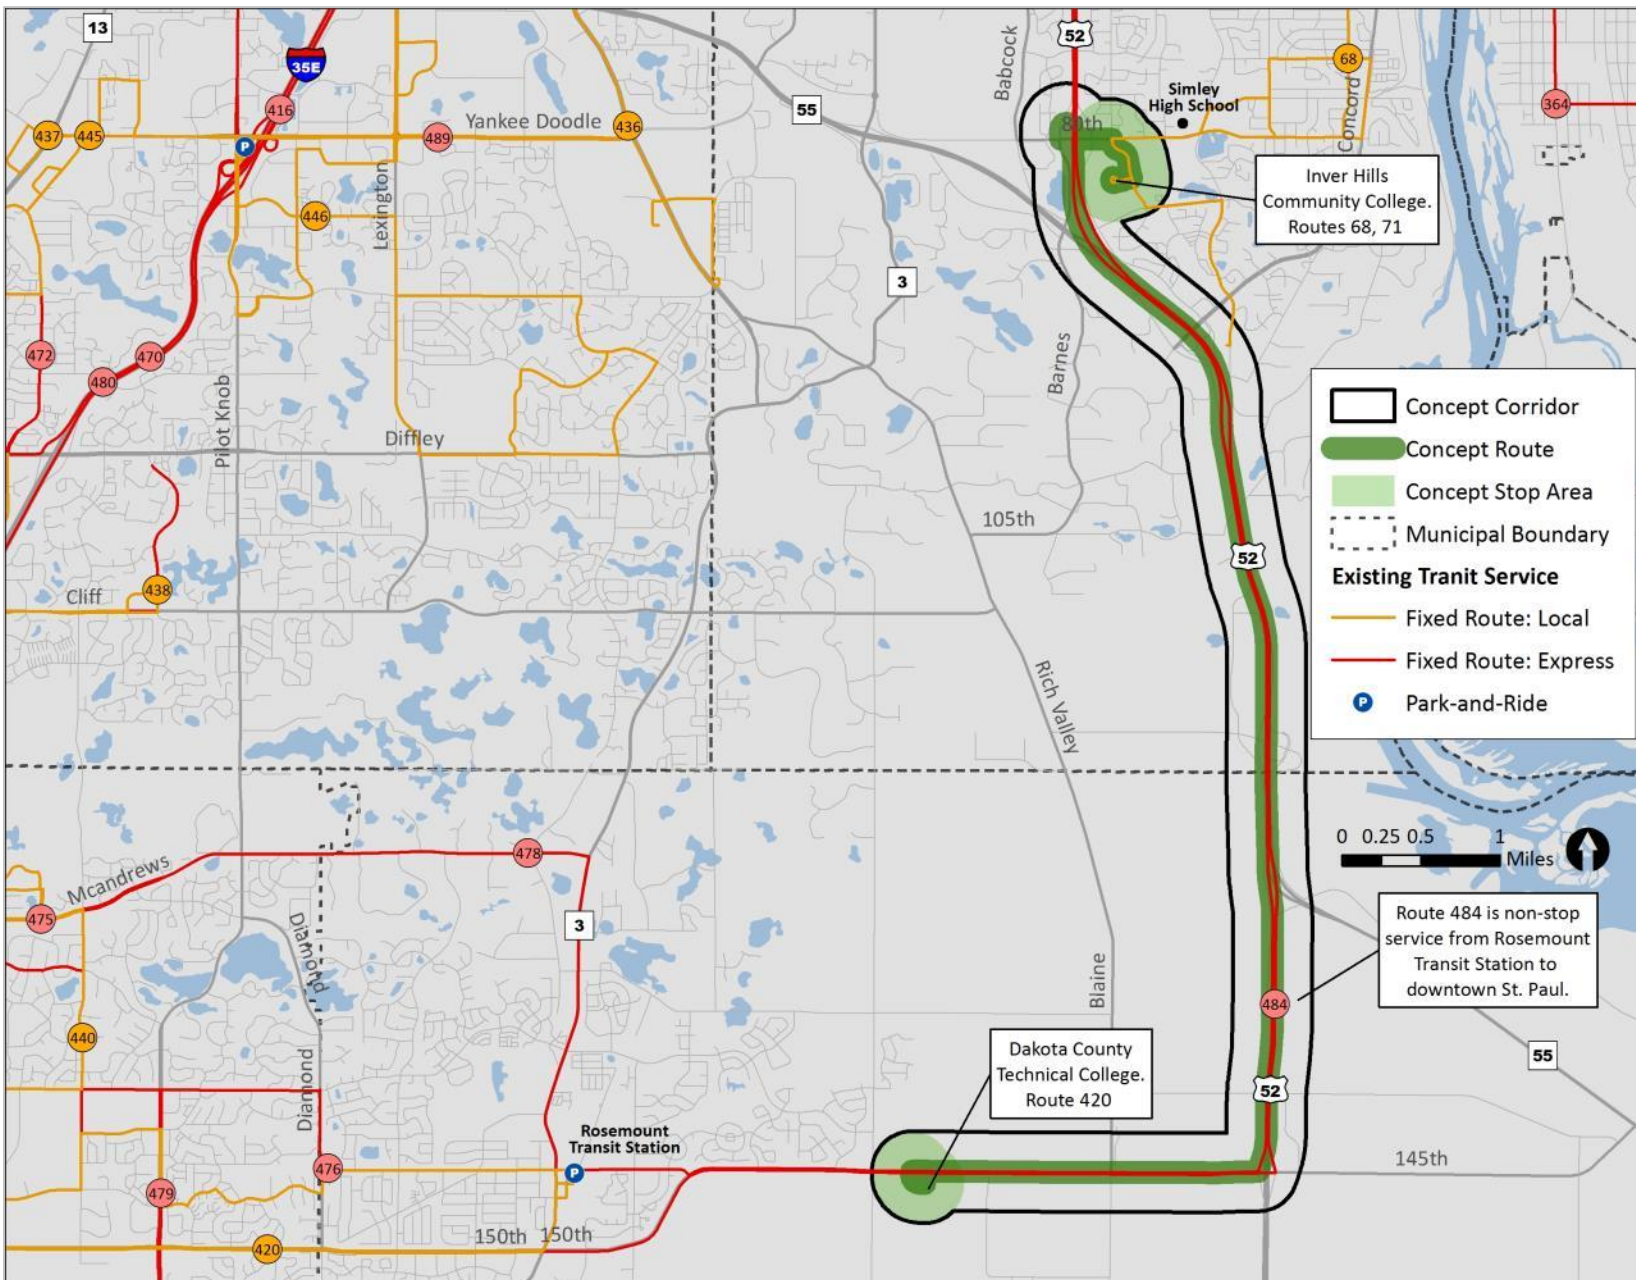 13
35E
416
437
445
P
489
Yankee Doodle
436
55
Babcock
52
80th
Simley
High School
68
Concord
364
Inver Hills
Community College.
Routes 68, 71
446
Lexington
3
472
470
480
Pilot Knob
Diffley
Barnes
105th
52
438
Cliff
Rich Valley
Concept Corridor
Concept Route
Concept Stop Area
Municipal Boundary
Existing Tranit Service
Fixed Route: Local
Fixed Route: Express
P
Park-and-Ride
0 0.25 0.5 1
Miles
Mcandrews
478
475
3
Diamond
Blaine
484
Route 484 is non-stop
service from Rosemount
Transit Station to
downtown St. Paul.
440
Diamond
Dakota County
Technical College.
Route 420
52
55
Rosemount
Transit Station
P
476
479
145th
150th 150th
420